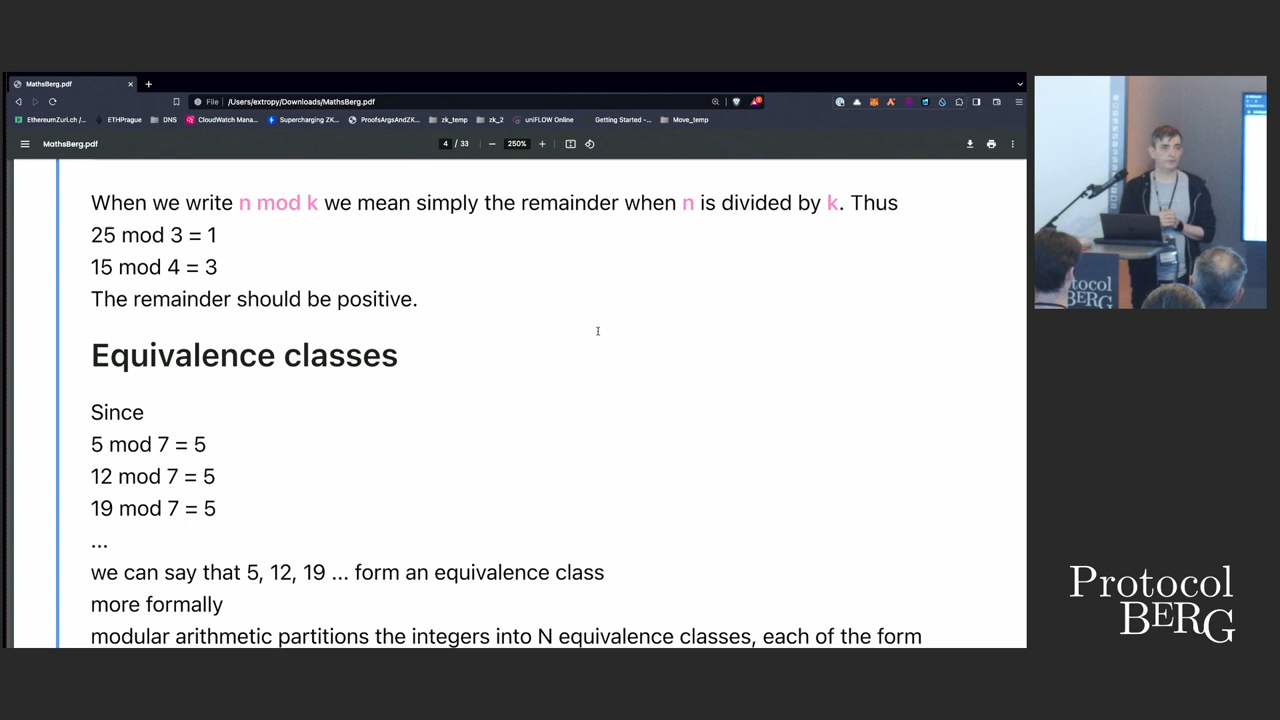 MathsBerg.pdf
File /Users/extropy/Downloads/MathsBerg.pdf
EthereumZuri.ch /... ETHPrague DNS CloudWatch Mana... Supercharging ZK... ProofsArgsAndZK... zk_temp zk_2 uniFLOW Online Getting Started -... Move_temp
MathsBerg.pdf 4 / 33 250%
When we write n mod k we mean simply the remainder when n is divided by k. Thus
25 mod 3 = 1
15 mod 4 = 3
The remainder should be positive.
Equivalence classes
Since
5 mod 7 = 5
12 mod 7 = 5
19 mod 7 = 5
...
we can say that 5, 12, 19 ... form an equivalence class
more formally
modular arithmetic partitions the integers into N equivalence classes, each of the form
tocol
BERG
Protocol
BERG